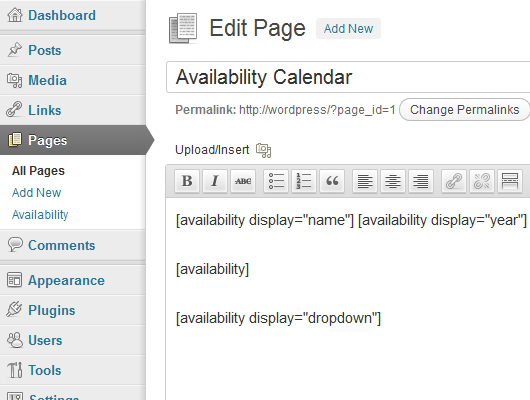 Dashboard
Posts
Media
Links
Pages
All Pages
Add New
Availability
Comments
Appearance
Plugins
Users
Tools
Settings
Edit Page Add New
Availability Calendar
Permalink: http://wordpress/?page_id=1 Change Permalinks
Upload/Insert
B I ABC
[availability display="name"] [availability display="year"]
[availability]
[availability display="dropdown"]